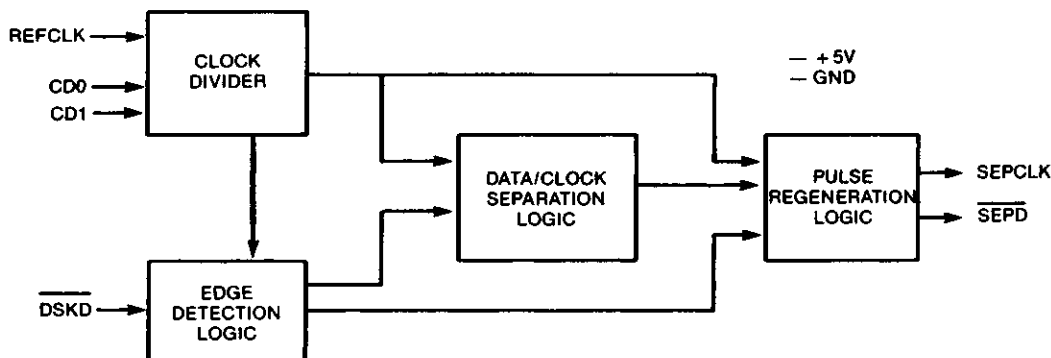 REFCLK
CD0
CD1
CLOCK
DIVIDER
— + 5V
— GND
DATA/CLOCK
SEPARATION
LOGIC
PULSE
REGENERATION
LOGIC
SEPCLK
SEPD
DSKD
EDGE
DETECTION
LOGIC